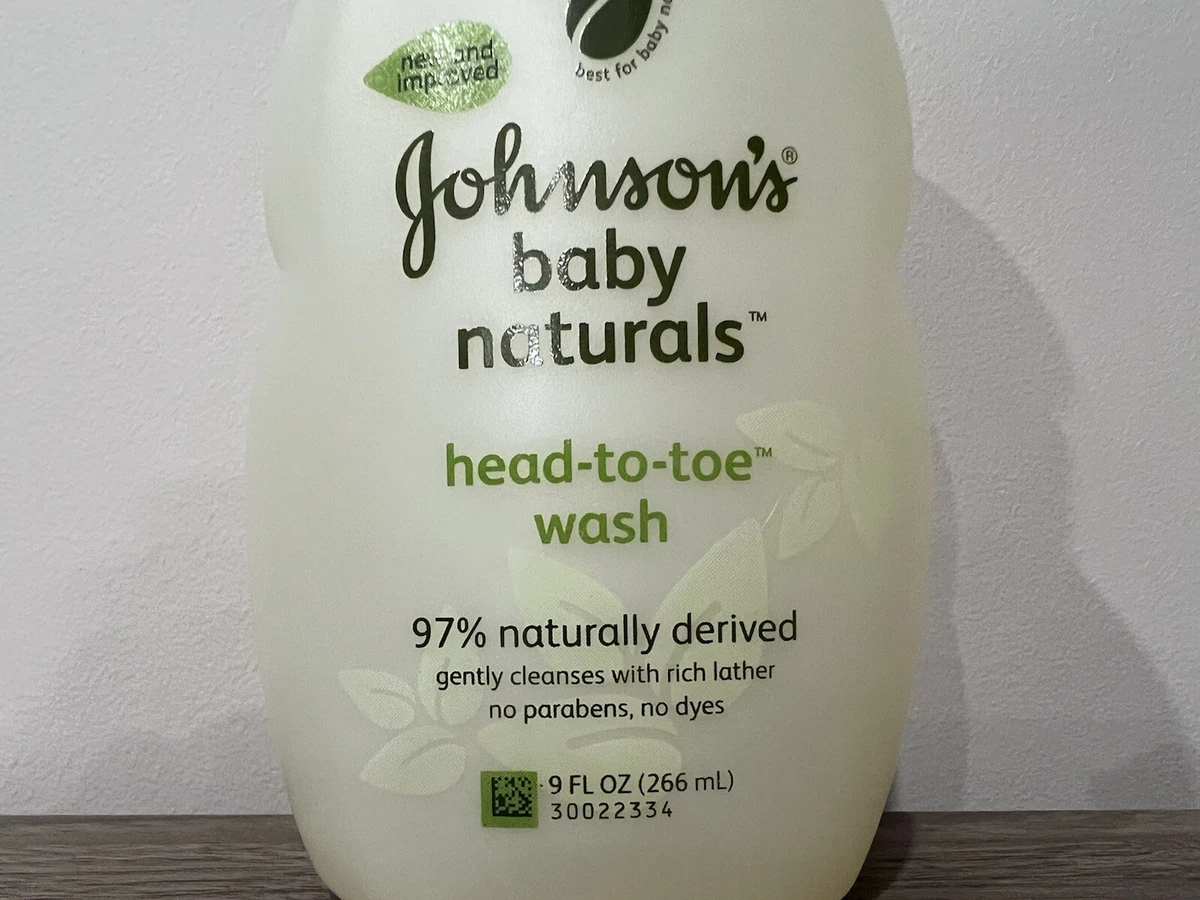 best for baby
new and
improved
Johnson's®
baby
naturals™
head-to-toe™
wash
97% naturally derived
gently cleanses with rich lather
no parabens, no dyes
9 FL OZ (266 mL)
30022334